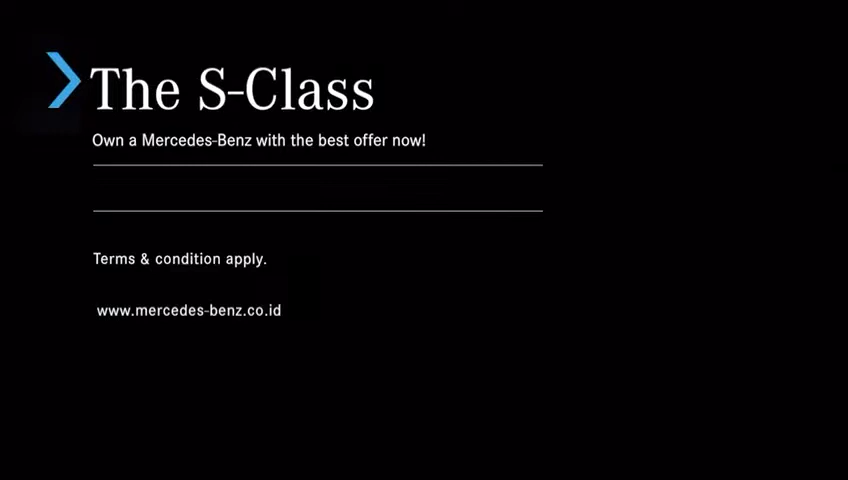 The S-Class
Own a Mercedes-Benz with the best offer now!
Terms & condition apply.
www.mercedes-benz.co.id